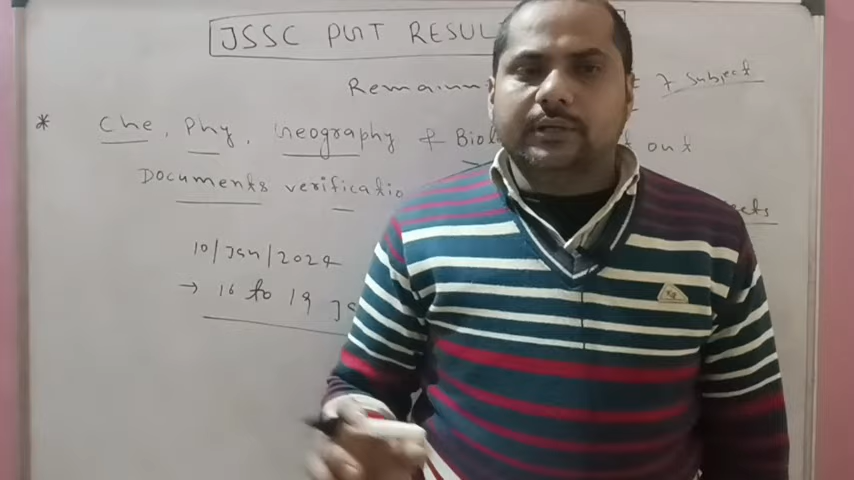 JSSC PGT RESUL
Remainin 7 Subject
* Che, Phy, Geography & Biol out
Documents verificatio
10/Jan/2024
→ 16 to 19 Ja